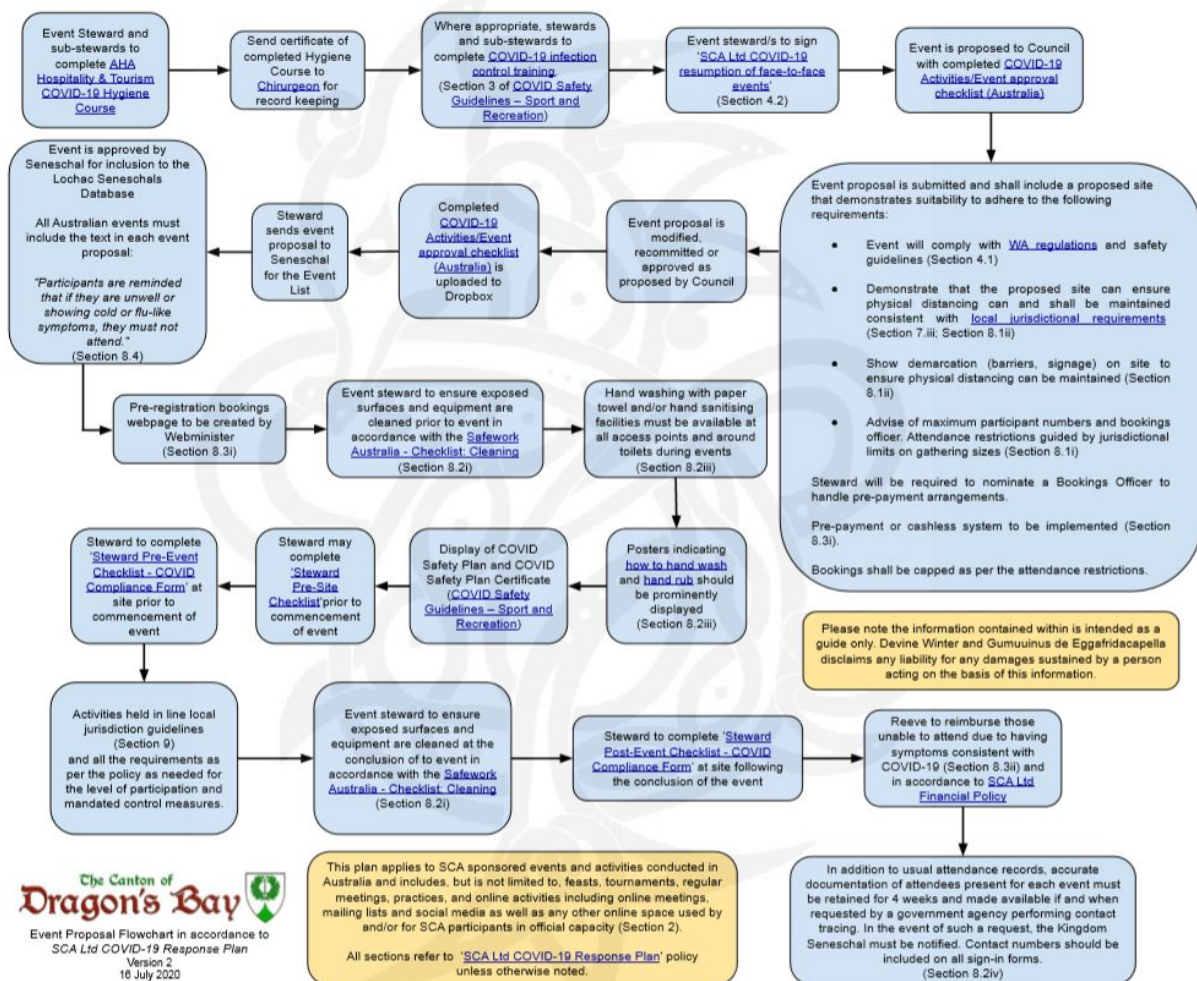 Event Steward and
sub-stewards to
complete AHA
Hospitality & Tourism
COVID-19 Hygiene
Course
Send certificate of
completed Hygiene
Course to
Chirurgeon for
record keeping
Where appropriate, stewards
and sub-stewards to
complete COVID-19 infection
control training,
(Section 3 of COVID Safety
Guidelines – Sport and
Recreation)
Event steward/s to sign
'SCA Ltd COVID-19
resumption of face-to-face
events'
(Section 4.2)
Event is proposed to Council
with completed COVID-19
Activities/Event approval
checklist (Australia)
Event proposal is submitted and shall include a proposed site
that demonstrates suitability to adhere to the following
requirements:
• Event will comply with WA regulations and safety
guidelines (Section 4.1)
• Demonstrate that the proposed site can ensure
physical distancing can and shall be maintained
consistent with local jurisdictional requirements
(Section 7.iii; Section 8.1ii)
• Show demarcation (barriers, signage) on site to
ensure physical distancing can be maintained (Section
8.1ii)
• Advise of maximum participant numbers and bookings
officer. Attendance restrictions guided by jurisdictional
limits on gathering sizes (Section 8.1i)
Steward will be required to nominate a Bookings Officer to
handle pre-payment arrangements.
Pre-payment or cashless system to be implemented (Section
8.3i).
Bookings shall be capped as per the attendance restrictions.
Event proposal is
modified,
recommitted or
approved as
proposed by Council
Completed
COVID-19
Activities/Event
approval checklist
(Australia) is
uploaded to
Dropbox
Steward
sends event
proposal to
Seneschal for
the Event
List
Event is approved by
Seneschal for inclusion to the
Lochac Seneschals
Database
All Australian events must
include the text in each event
proposal:
"Participants are reminded
that if they are unwell or
showing cold or flu-like
symptoms, they must not
attend."
(Section 8.4)
Pre-registration bookings
webpage to be created by
Webminister
(Section 8.3i)
Event steward to ensure exposed
surfaces and equipment are
cleaned prior to event in
accordance with the Safework
Australia - Checklist: Cleaning
(Section 8.2i)
Hand washing with paper
towel and/or hand sanitising
facilities must be available at
all access points and around
toilets during events
(Section 8.2iii)
Posters indicating
how to hand wash
and hand rub should
be prominently
displayed
(Section 8.2iii)
Display of COVID
Safety Plan and COVID
Safety Plan Certificate
(COVID Safety
Guidelines – Sport and
Recreation)
Steward may
complete
'Steward
Pre-Site
Checklist'prior to
commencement
of event
Steward to complete
'Steward Pre-Event
Checklist - COVID
Compliance Form' at
site prior to
commencement of
event
Activities held in line local
jurisdiction guidelines
(Section 9)
and all the requirements as
per the policy as needed for
the level of participation and
mandated control measures.
Event steward to ensure
exposed surfaces and
equipment are cleaned at the
conclusion of to event in
accordance with the Safework
Australia - Checklist: Cleaning
(Section 8.2i)
Steward to complete 'Steward
Post-Event Checklist - COVID
Compliance Form' at site following
the conclusion of the event
Reeve to reimburse those
unable to attend due to having
symptoms consistent with
COVID-19 (Section 8.3ii) and
in accordance to SCA Ltd
Financial Policy
In addition to usual attendance records, accurate
documentation of attendees present for each event must
be retained for 4 weeks and made available if and when
requested by a government agency performing contact
tracing. In the event of such a request, the Kingdom
Seneschal must be notified. Contact numbers should be
included on all sign-in forms.
(Section 8.2iv)
Please note the information contained within is intended as a
guide only. Devine Winter and Gumuuinus de Eggafridacapella
disclaims any liability for any damages sustained by a person
acting on the basis of this information.
This plan applies to SCA sponsored events and activities conducted in
Australia and includes, but is not limited to, feasts, tournaments, regular
meetings, practices, and online activities including online meetings,
mailing lists and social media as well as any other online space used by
and/or for SCA participants in official capacity (Section 2).
All sections refer to 'SCA Ltd COVID-19 Response Plan' policy
unless otherwise noted.
The Canton of
Dragon's Bay
Event Proposal Flowchart in accordance to
SCA Ltd COVID-19 Response Plan
Version 2
16 July 2020